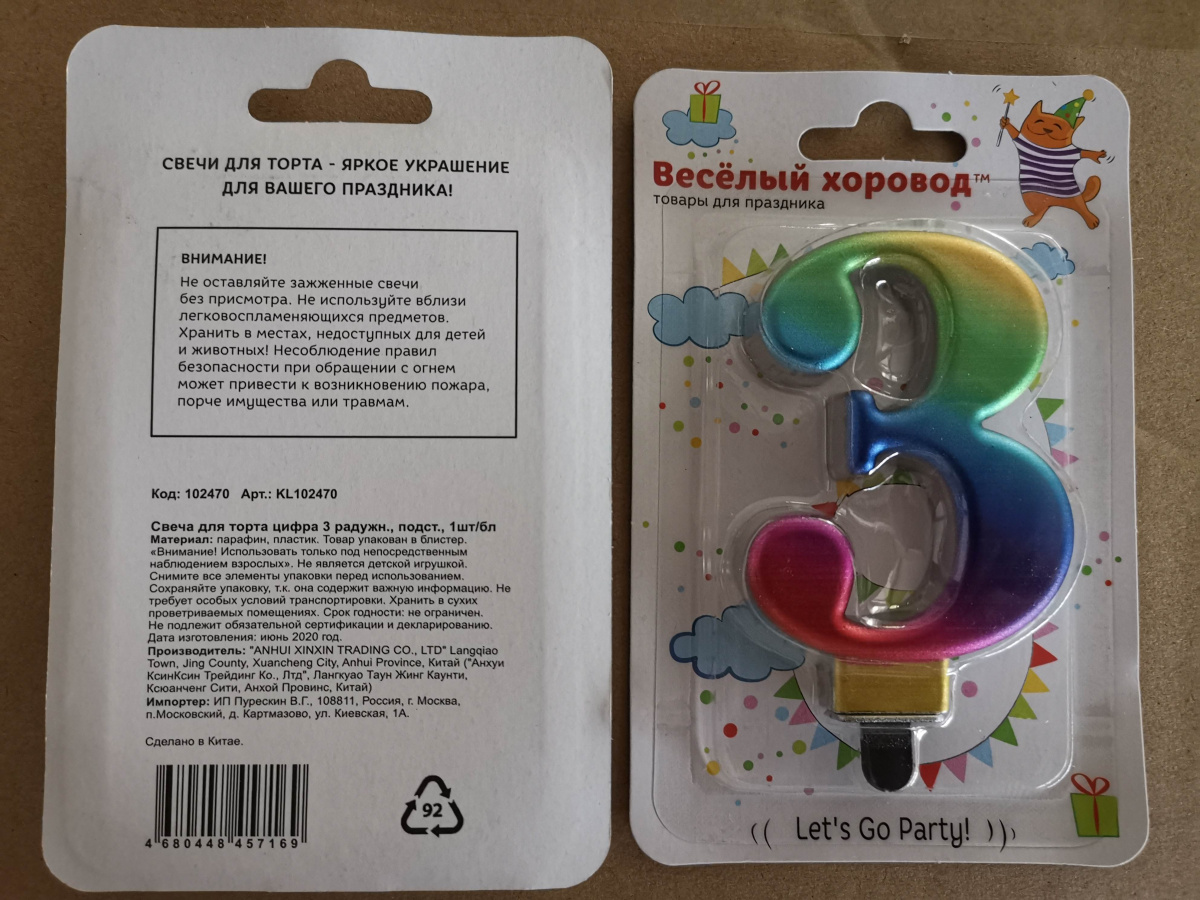 СВЕЧИ ДЛЯ ТОРТА - ЯРКОЕ УКРАШЕНИЕ
ДЛЯ ВАШЕГО ПРАЗДНИКА!
ВНИМАНИЕ!
Не оставляйте зажженные свечи
без присмотра. Не используйте вблизи
легковоспламеняющихся предметов.
Хранить в местах, недоступных для детей
и животных! Несоблюдение правил
безопасности при обращении с огнем
может привести к возникновению пожара,
порче имущества или травмам.
Код: 102470 Арт.: KL102470
Свеча для торта цифра 3 радужн., подст., 1шт/бл
Материал: парафин, пластик. Товар упакован в блистер.
«Внимание! Использовать только под непосредственным
наблюдением взрослых». Не является детской игрушкой.
Снимите все элементы упаковки перед использованием.
Сохраняйте упаковку, т.к. она содержит важную информацию. Не
требует особых условий транспортировки. Хранить в сухих
проветриваемых помещениях. Срок годности: не ограничен.
Не подлежит обязательной сертификации и декларированию.
Дата изготовления: июнь 2020 год.
Производитель: "ANHUI XINXIN TRADING CO., LTD" Langqiao
Town, Jing County, Xuancheng City, Anhui Province, Китай ("Анхуи
КсинКсин Трейдинг Ко., Лтд", Лангкуао Таун Жинг Каунти,
Ксюанченг Сити, Анхой Провинс, Китай)
Импортер: ИП Пурескин В.Г., 108811, Россия, г. Москва,
п.Московский, д. Картмазово, ул. Киевская, 1А.
Сделано в Китае.
4 680448 457169
92
Весёлый хоровод™
товары для праздника
3
Let's Go Party!